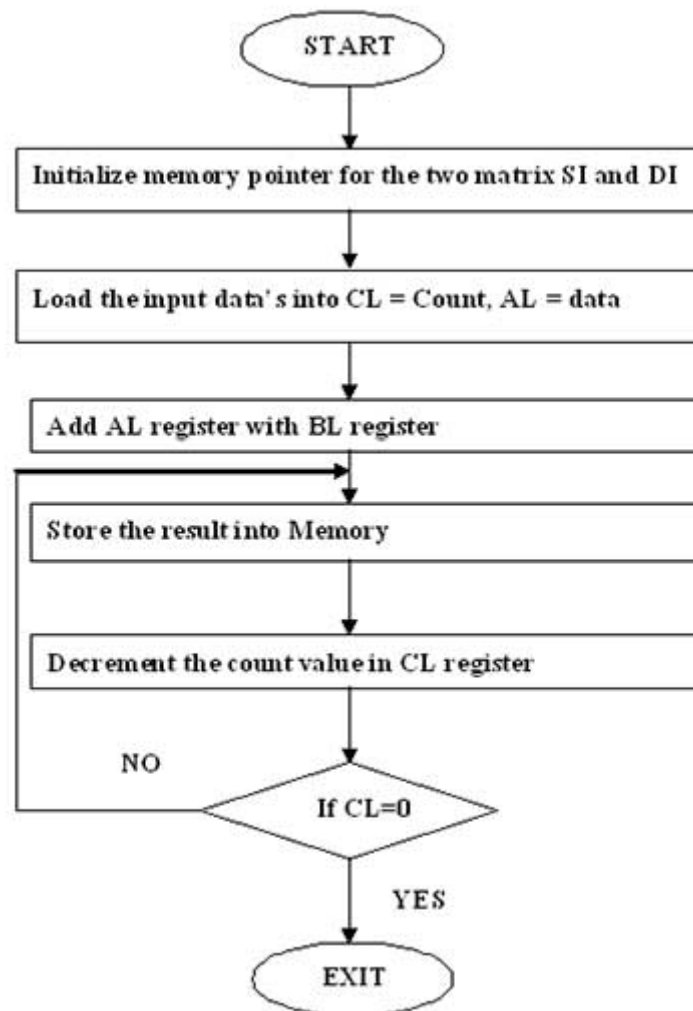 START
Initialize memory pointer for the two matrix SI and DI
Load the input data's into CL = Count, AL = data
Add AL register with BL register
Store the result into Memory
Decrement the count value in CL register
NO
If CL=0
YES
EXIT